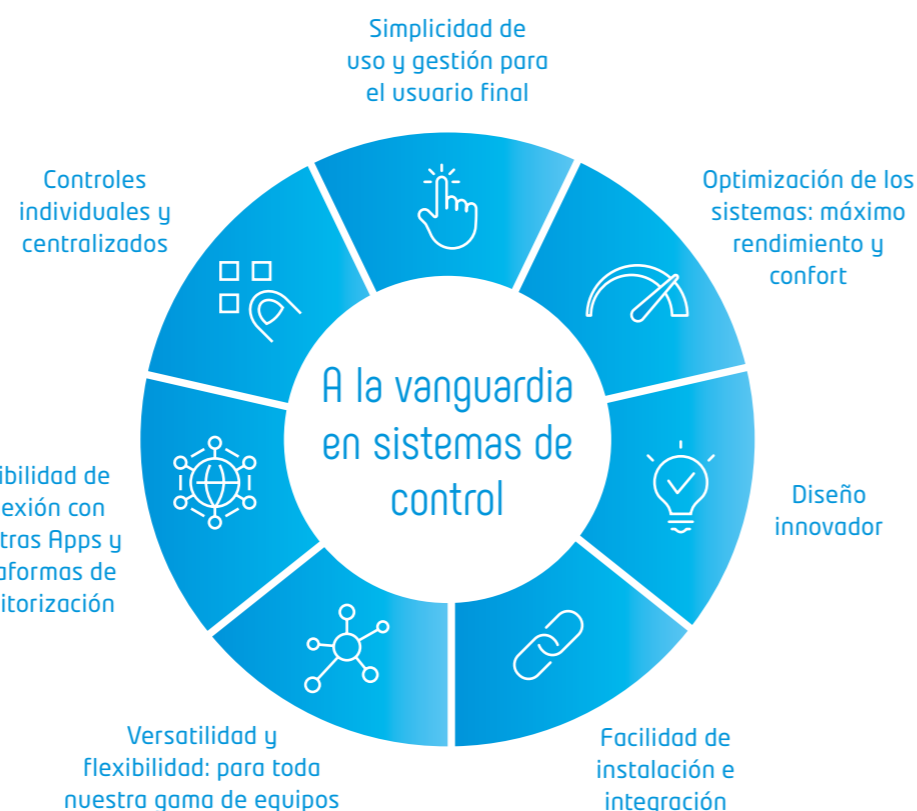 Simplicidad de
uso y gestión para
el usuario final
Controles
individuales y
centralizados
Optimización de los
sistemas: máximo
rendimiento y
confort
A la vanguardia
en sistemas de
control
ibilidad de
exión con
tras Apps y
aformas de
itorización
Diseño
innovador
Versatilidad y
flexibilidad: para toda
nuestra gama de equipos
Facilidad de
instalación e
integración